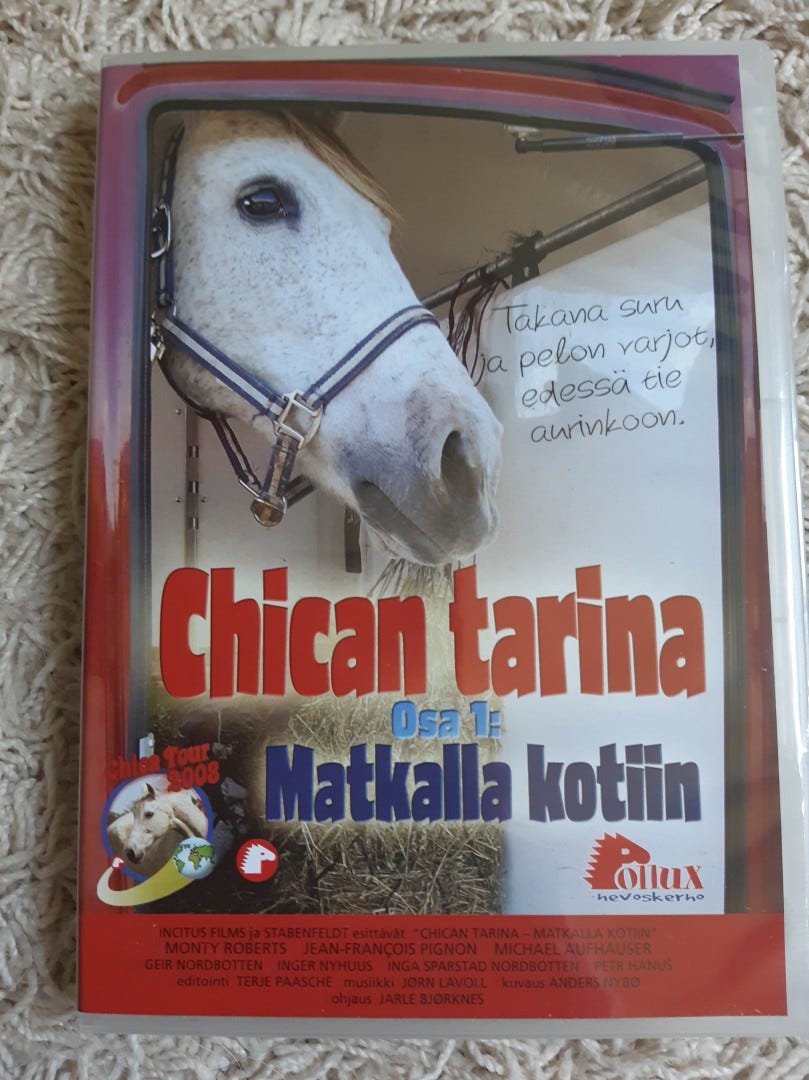 Takana suru
ja pelon varjot,
edessä tie
aurinkoon.
Chican tarina
Osa 1:
Matkalla kotiin
Chica Tour
2008
Pollux
hevoskerho
INCITUS FILMS ja STABENFELDT esittävät "CHICAN TARINA – MATKALLA KOTIIN"
MONTY ROBERTS JEAN-FRANÇOIS PIGNON MICHAEL AUFHAUSER
GEIR NORDBOTTEN INGER NYHUUS INGA SPARSTAD NORDBOTTEN PETR HANUŠ
editointi TERJE PAASCHE musiikki JØRN LAVOLL kuvaus ANDERS NYBØ
ohjaus JARLE BJØRKNES